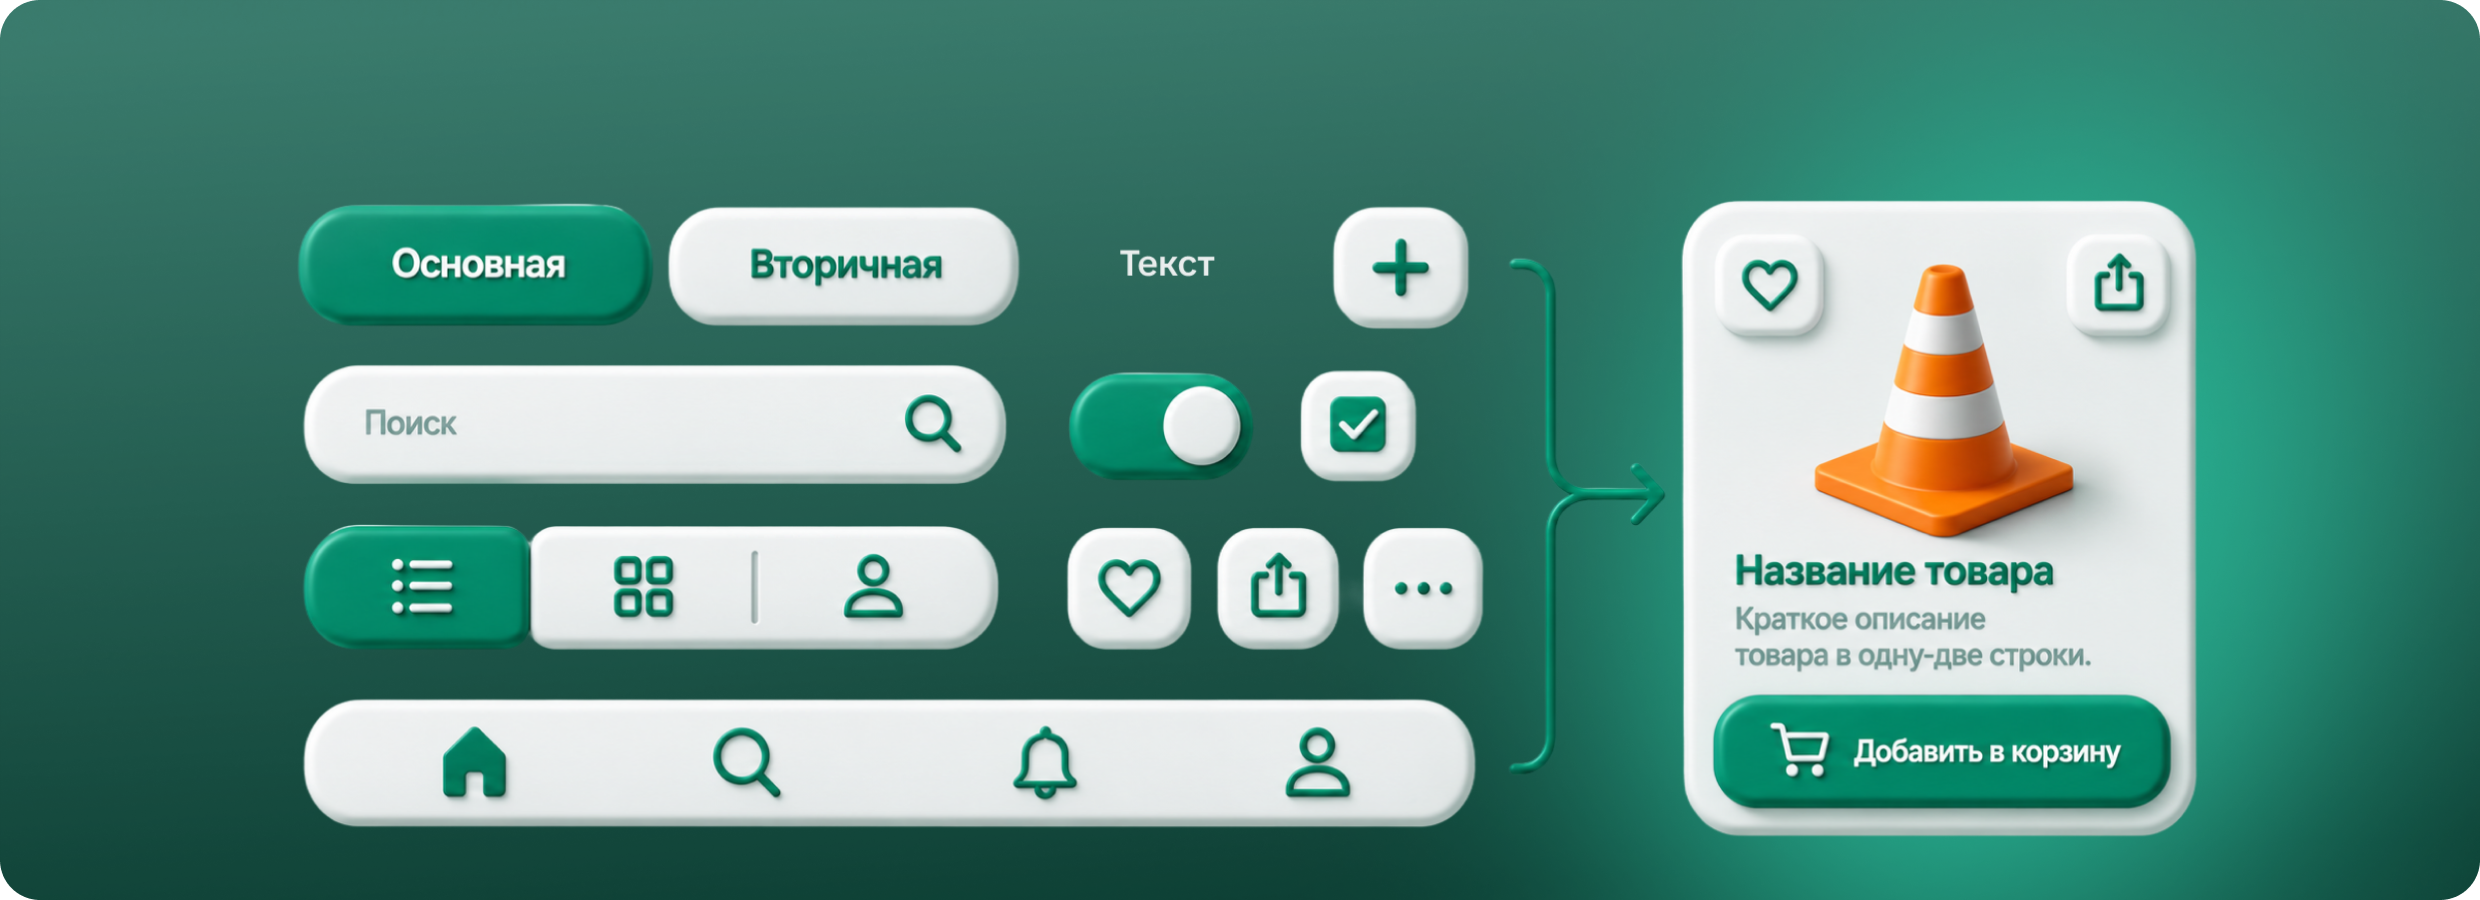 Основная
Вторичная
Текст
Поиск
Название товара
Краткое описание
товара в одну-две строки.
Добавить в корзину